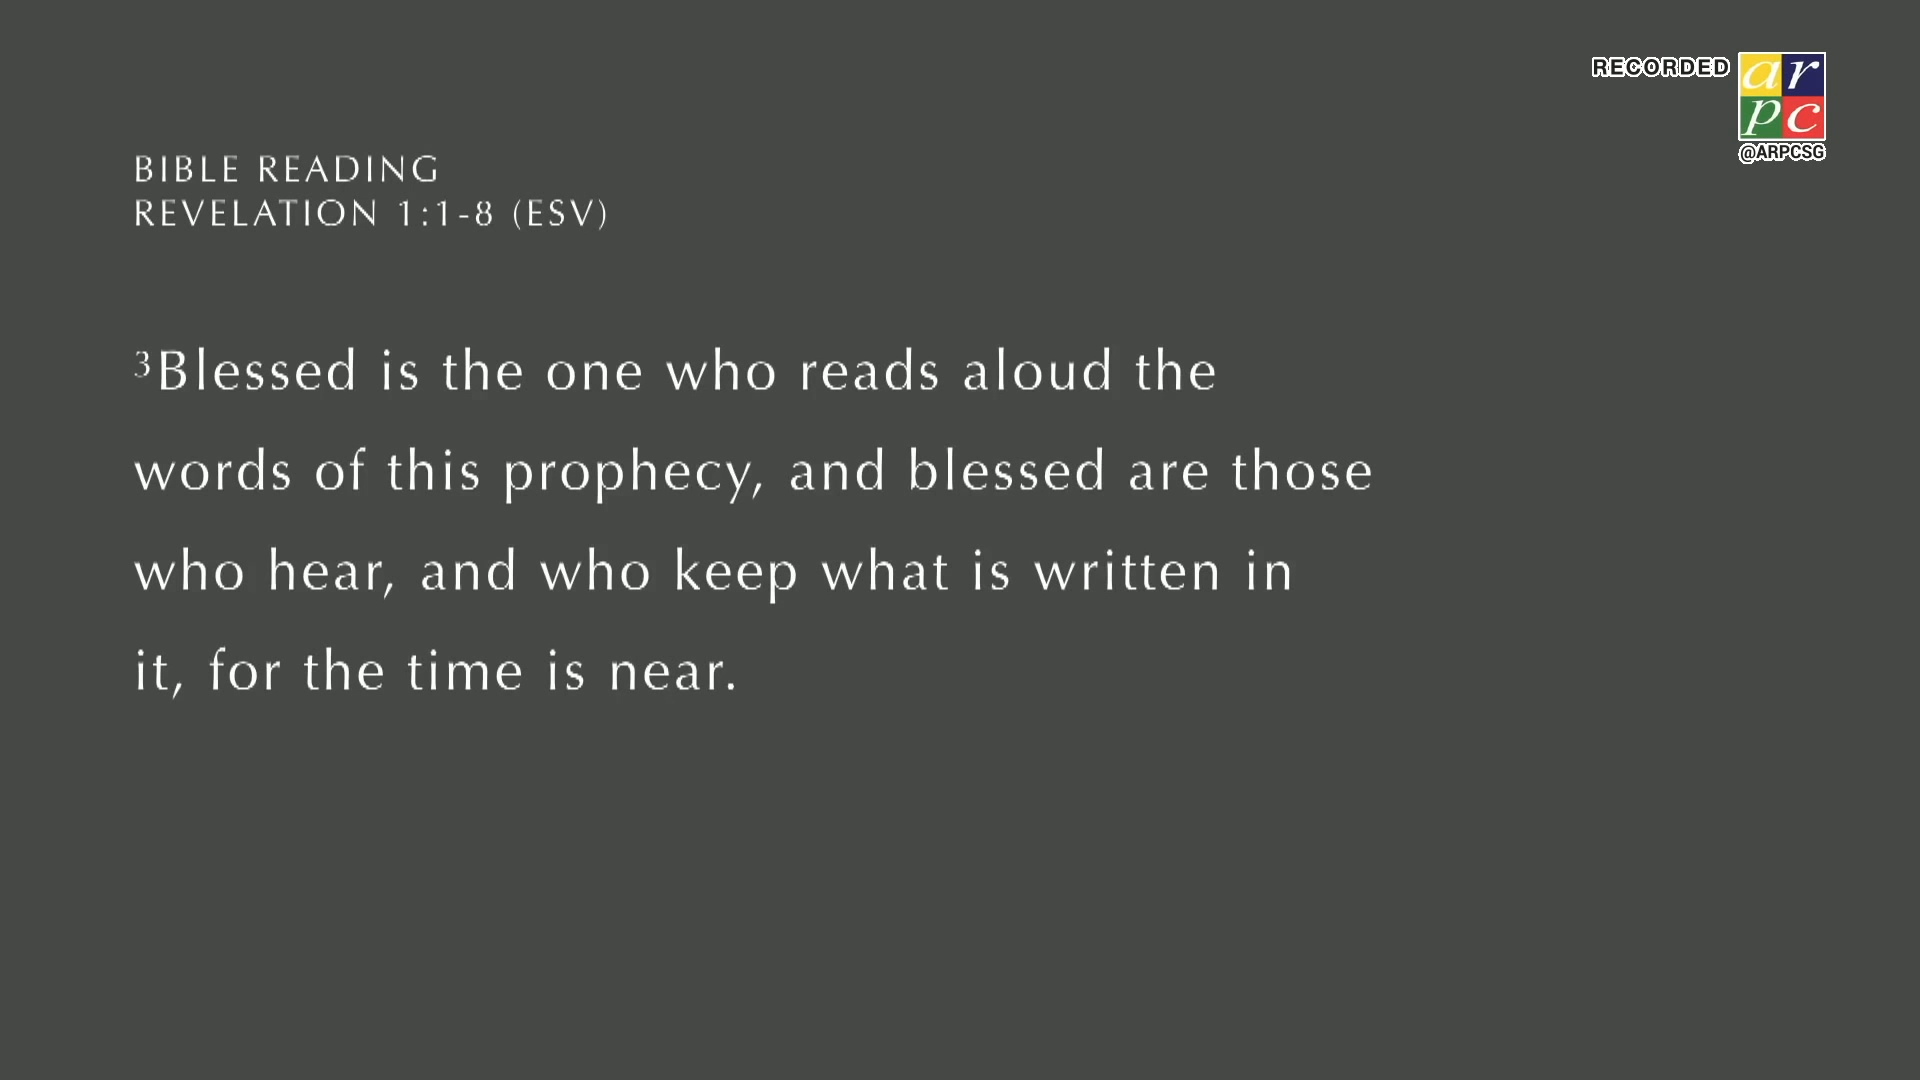 RECORDED
ar
pc
@ARPCSG
BIBLE READING
REVELATION 1:1-8 (ESV)
³Blessed is the one who reads aloud the
words of this prophecy, and blessed are those
who hear, and who keep what is written in
it, for the time is near.